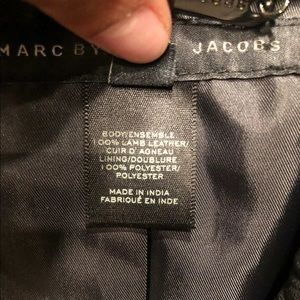 MARC BY JACOBS
BODY/ENSEMBLE
100% LAMB LEATHER/
CUIR D'AGNEAU
LINING/DOUBLURE
100% POLYESTER/
POLYESTER
MADE IN INDIA
FABRIQUÉ EN INDE